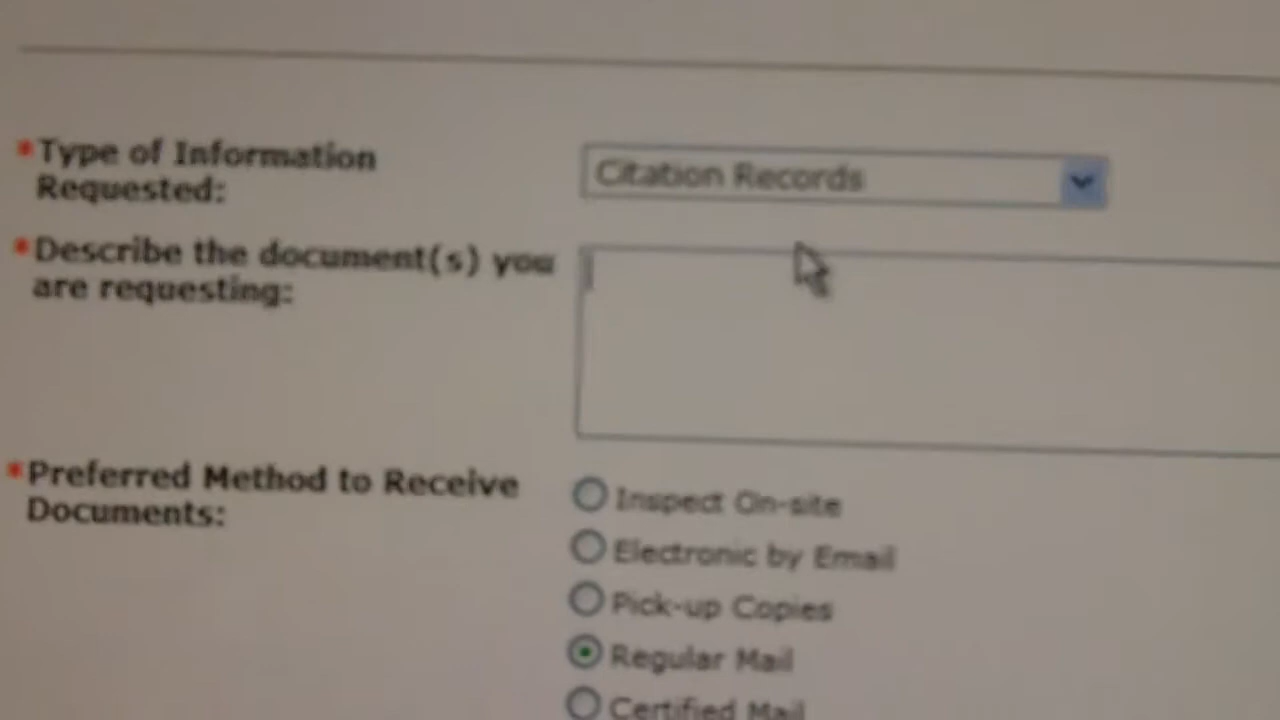 *Type of Information
Requested:
Citation Records
*Describe the document(s) you
are requesting:
*Preferred Method to Receive
Documents:
Inspect On-site
Electronic by Email
Pick-up Copies
Regular Mail
Certified Mail